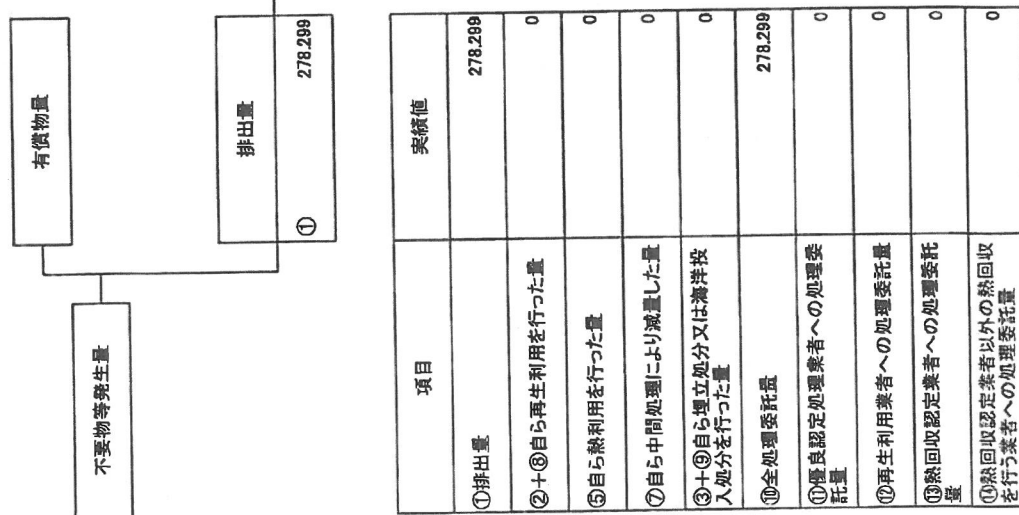 不要物等発生量
有償物量
排出量
① 278.299
項目 実績値
①排出量 278.299
②+⑧自ら再生利用を行った量 0
⑤自ら熱利用を行った量 0
⑦自ら中間処理により減量した量 0
③+⑨自ら埋立処分又は海洋投
入処分を行った量 0
⑩全処理委託量 278.299
⑪優良認定処理業者への処理委
託量 0
⑫再生利用業者への処理委託量 0
⑬熱回収認定業者への処理委託
量 0
⑭熱回収認定業者以外の熱回収
を行う業者への処理委託量 0